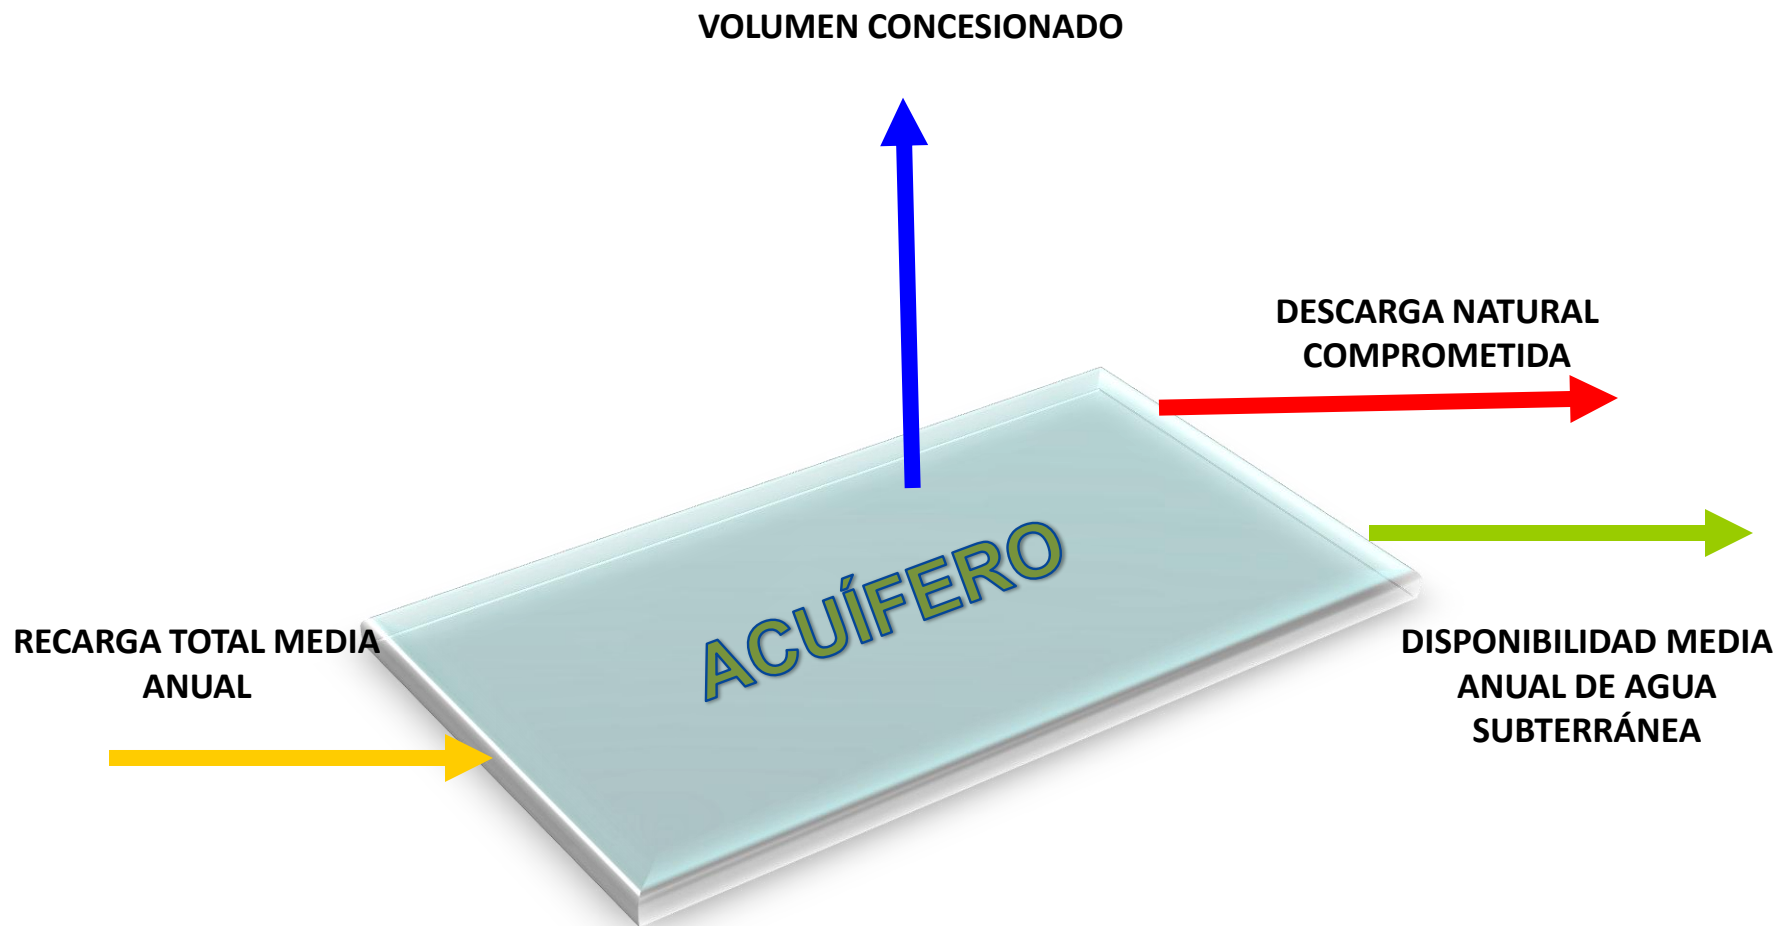 VOLUMEN CONCESIONADO
DESCARGA NATURAL
COMPROMETIDA
ACUÍFERO
RECARGA TOTAL MEDIA
ANUAL
DISPONIBILIDAD MEDIA
ANUAL DE AGUA
SUBTERRÁNEA